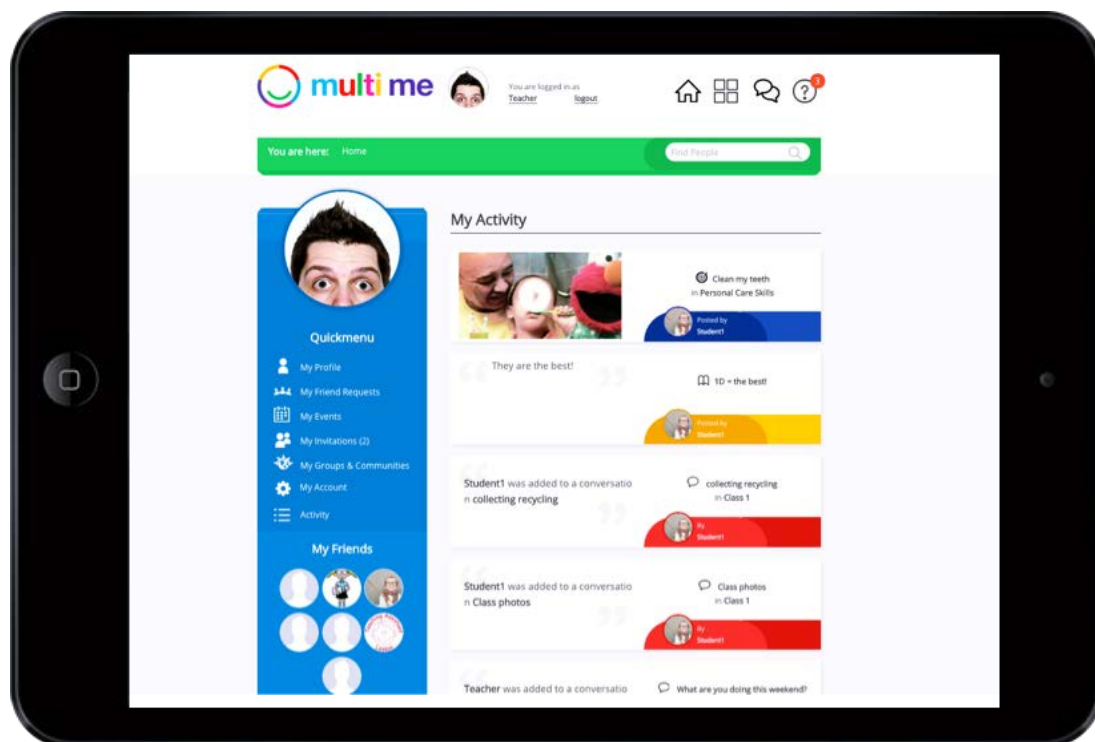 multi me
You are logged in as
Teacher logout
3
You are here: Home
Find People
Quickmenu
My Profile
My Friend Requests
My Events
My Invitations (2)
My Groups & Communities
My Account
Activity
My Friends
My Activity
Clean my teeth
in Personal Care Skills
Posted by
Student1
They are the best!
1D = the best!
Posted by
Student1
Student1 was added to a conversatio
n collecting recycling
collecting recycling
in Class 1
By
Student1
Student1 was added to a conversatio
n Class photos
Class photos
in Class 1
By
Student1
Teacher was added to a conversatio
What are you doing this weekend?